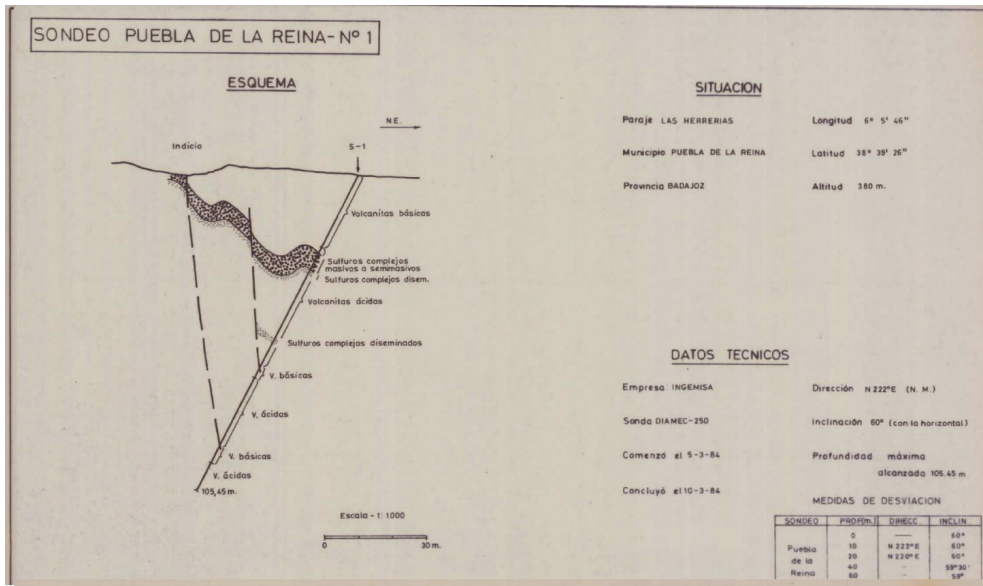 SONDEO PUEBLA DE LA REINA-Nº 1
ESQUEMA
NE.
Indicio
S-1
Volcanitas básicas
Sulfuros complejos
masivos a semimasivos
Sulfuros complejos disem.
Volcanitas ácidas
Sulfuros complejos diseminados
V. básicas
V. ácidas
V. básicas
V. ácidas
105,45 m.
Escala - 1: 1.000
0 30 m.
SITUACION
Paraje LAS HERRERIAS Longitud 6º 5' 46"
Municipio PUEBLA DE LA REINA Latitud 38º 39' 26"
Provincia BADAJOZ Altitud 380 m.
DATOS TECNICOS
Empresa INGEMISA Dirección N 222º E (N. M.)
Sonda DIAMEC-250 Inclinación 60º (con la horizontal)
Comenzó el 5-3-84 Profundidad máxima
alcanzada 105,45 m.
Concluyó el 10-3-84
MEDIDAS DE DESVIACION
SONDEO PROF(m.) DIRECC. INCLIN.
Puebla de la Reina
0 — 60º
10 N 222º E 60º
20 N 220º E 60º
40 " 59º30'
60 " 59º